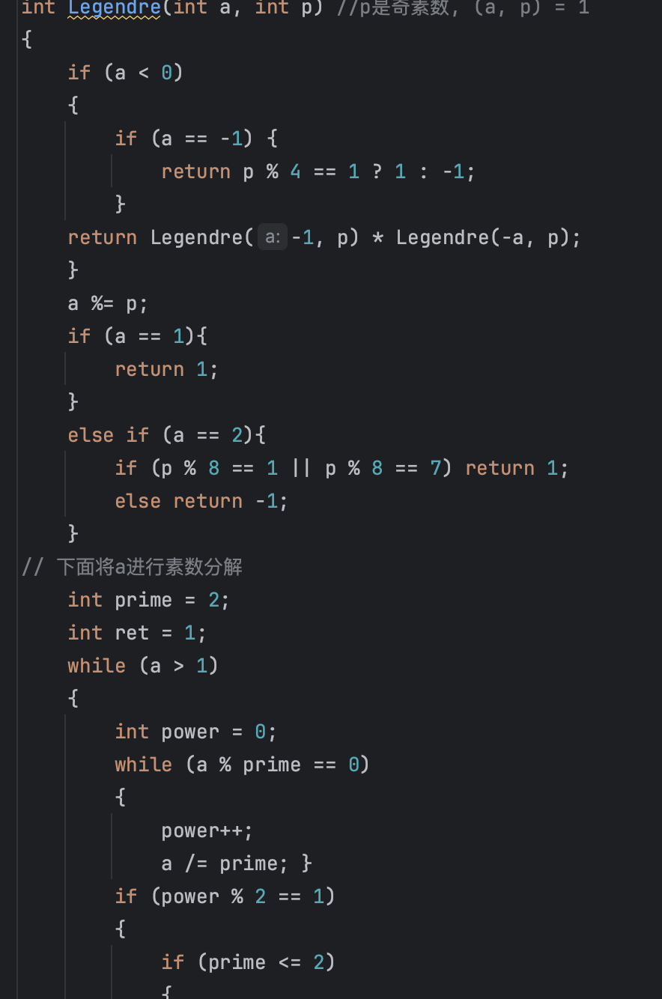 int Legendre(int a, int p) //p是奇素数, (a, p) = 1
{
if (a < 0)
{
if (a == -1) {
return p % 4 == 1 ? 1 : -1;
}
return Legendre( a: -1, p) * Legendre(-a, p);
}
a %= p;
if (a == 1){
return 1;
}
else if (a == 2){
if (p % 8 == 1 || p % 8 == 7) return 1;
else return -1;
}
// 下面将a进行素数分解
int prime = 2;
int ret = 1;
while (a > 1)
{
int power = 0;
while (a % prime == 0)
{
power++;
a /= prime; }
if (power % 2 == 1)
{
if (prime <= 2)
{